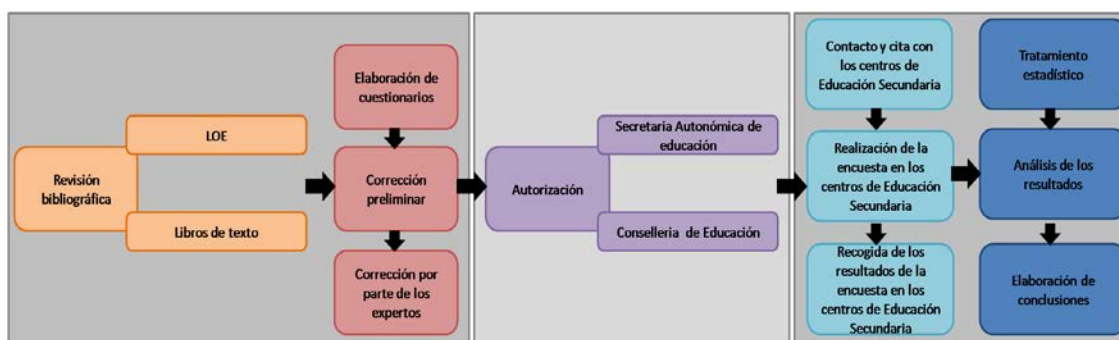 Revisión
bibliográfica
LOE
Libros de texto
Elaboración de
cuestionarios
Corrección
preliminar
Corrección por
parte de los
expertos
Autorización
Secretaria Autonómica de
educación
Conselleria de Educación
Contacto y cita con
los centros de
Educación Secundaria
Realización de la
encuesta en los
centros de Educación
Secundaria
Recogida de los
resultados de la
encuesta en los
centros de Educación
Secundaria
Tratamiento
estadístico
Análisis de los
resultados
Elaboración de
conclusiones